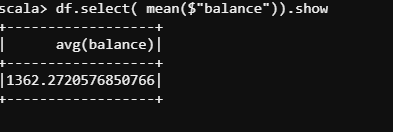 scala> df.select( mean($"balance")).show
+------------------+
|      avg(balance)|
+------------------+
|1362.2720576850766|
+------------------+